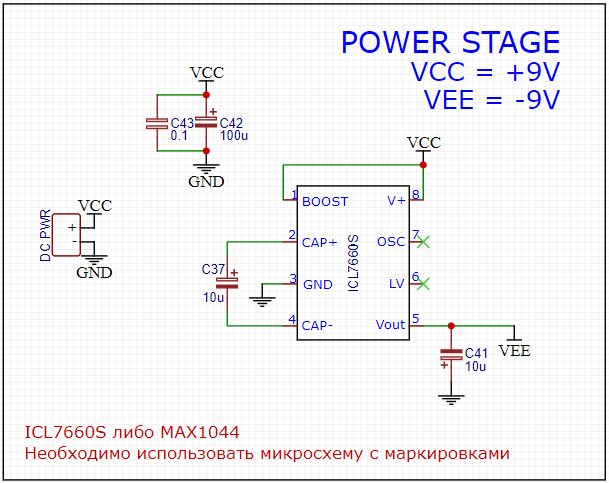 POWER STAGE
VCC = +9V
VEE = -9V
VCC
C43
0.1
+
C42
100u
GND
VCC
1
BOOST
V+
8
DC PWR
+
-
VCC
GND
2
CAP+
OSC
7
ICL7660S
C37
+
10u
3
GND
LV
6
4
CAP-
Vout
5
VEE
C41
10u
+
ICL7660S либо MAX1044
Необходимо использовать микросхему с маркировками